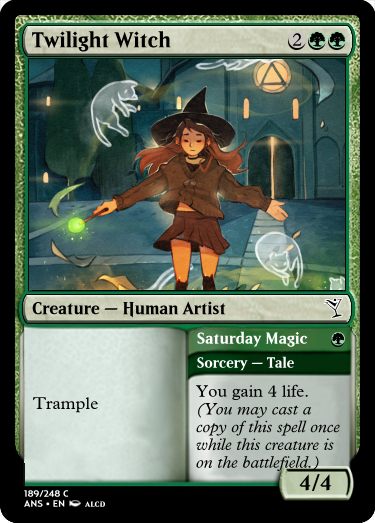 Twilight Witch 2
Creature — Human Artist
Trample
Saturday Magic
Sorcery — Tale
You gain 4 life.
(You may cast a
copy of this spell once
while this creature is
on the battlefield.)
4/4
189/248 C
ANS • EN ALCD